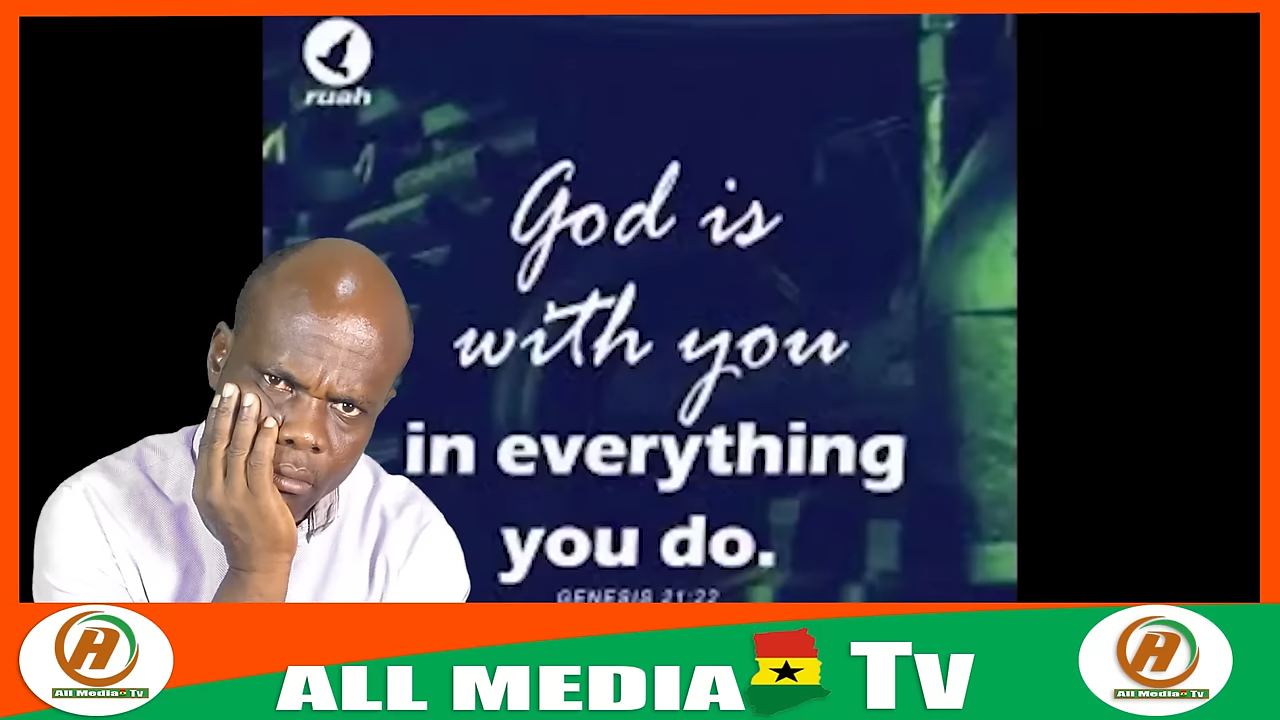 ruah
God is
with you
in everything
you do.
GENESIS 21:22
All Media Tv
ALL MEDIA Tv
All Media Tv